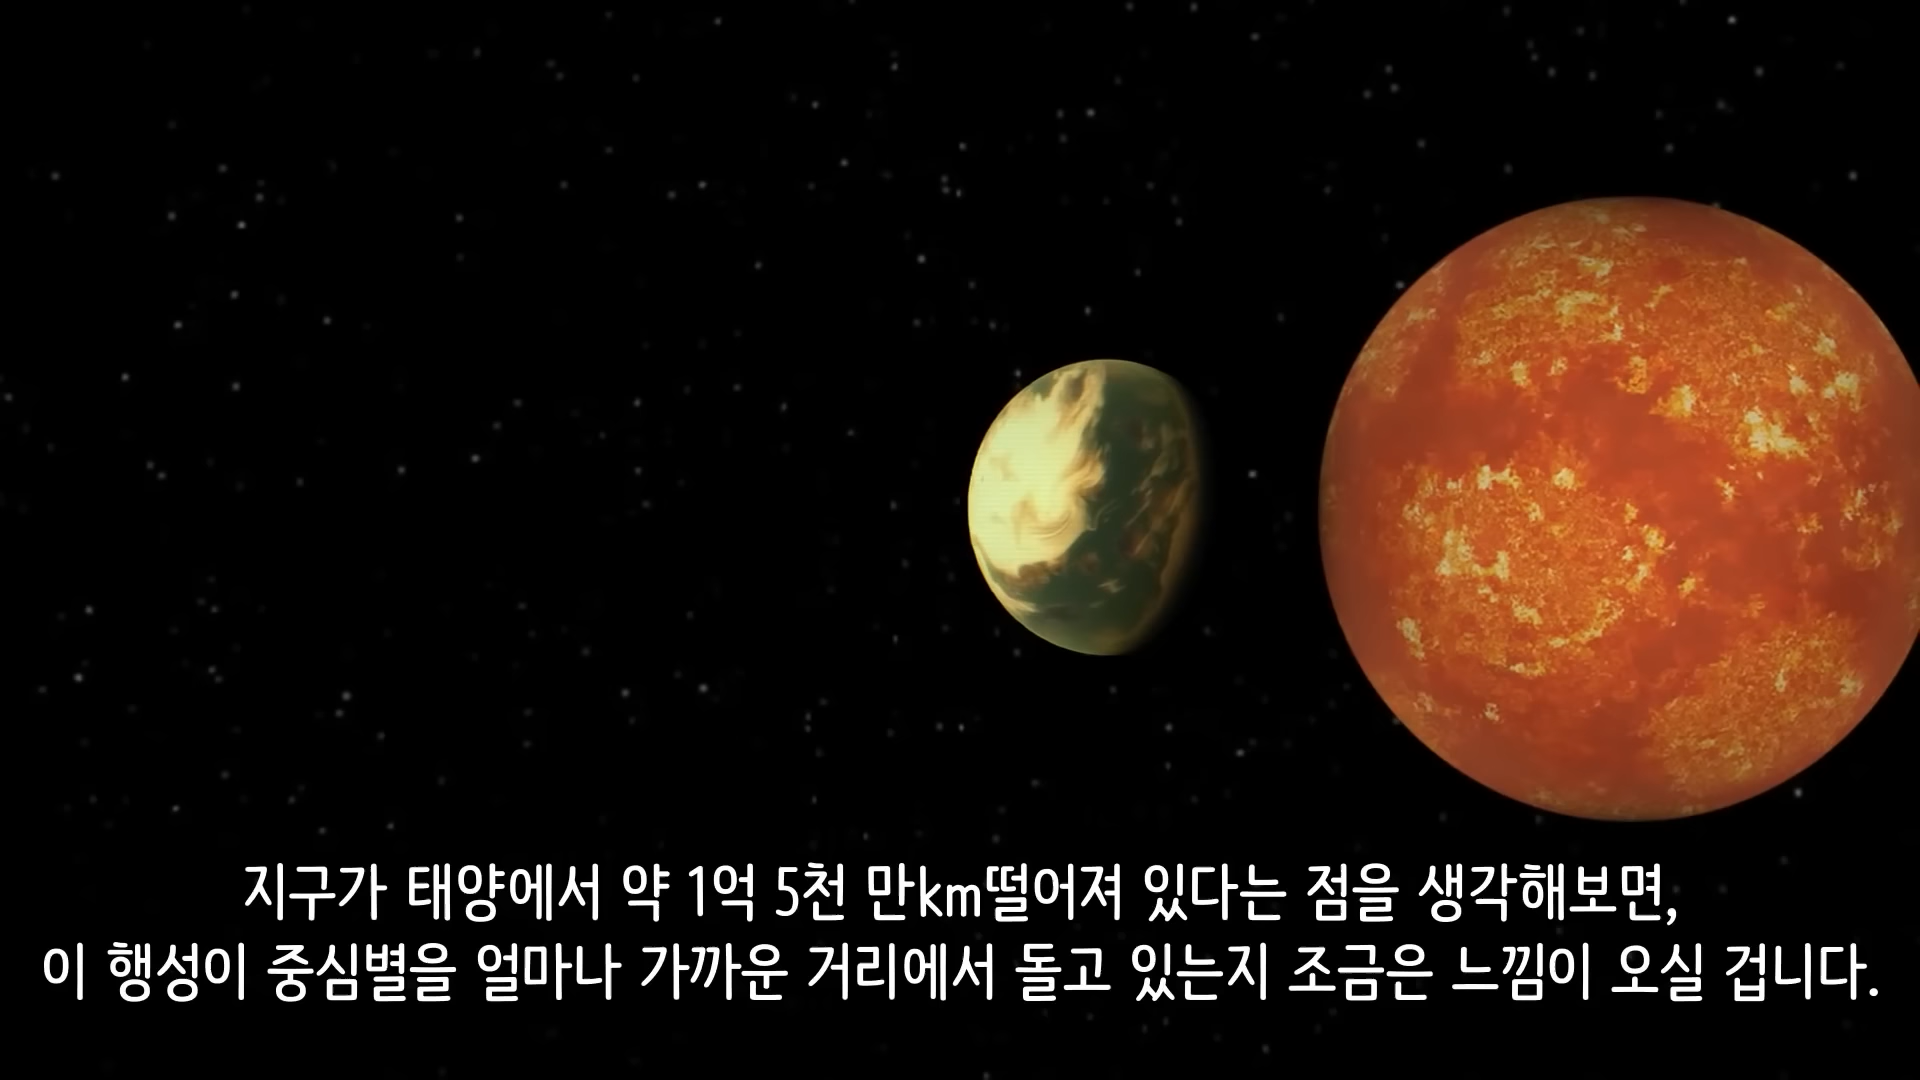 지구가 태양에서 약 1억 5천 만km떨어져 있다는 점을 생각해보면,
이 행성이 중심별을 얼마나 가까운 거리에서 돌고 있는지 조금은 느낌이 오실 겁니다.